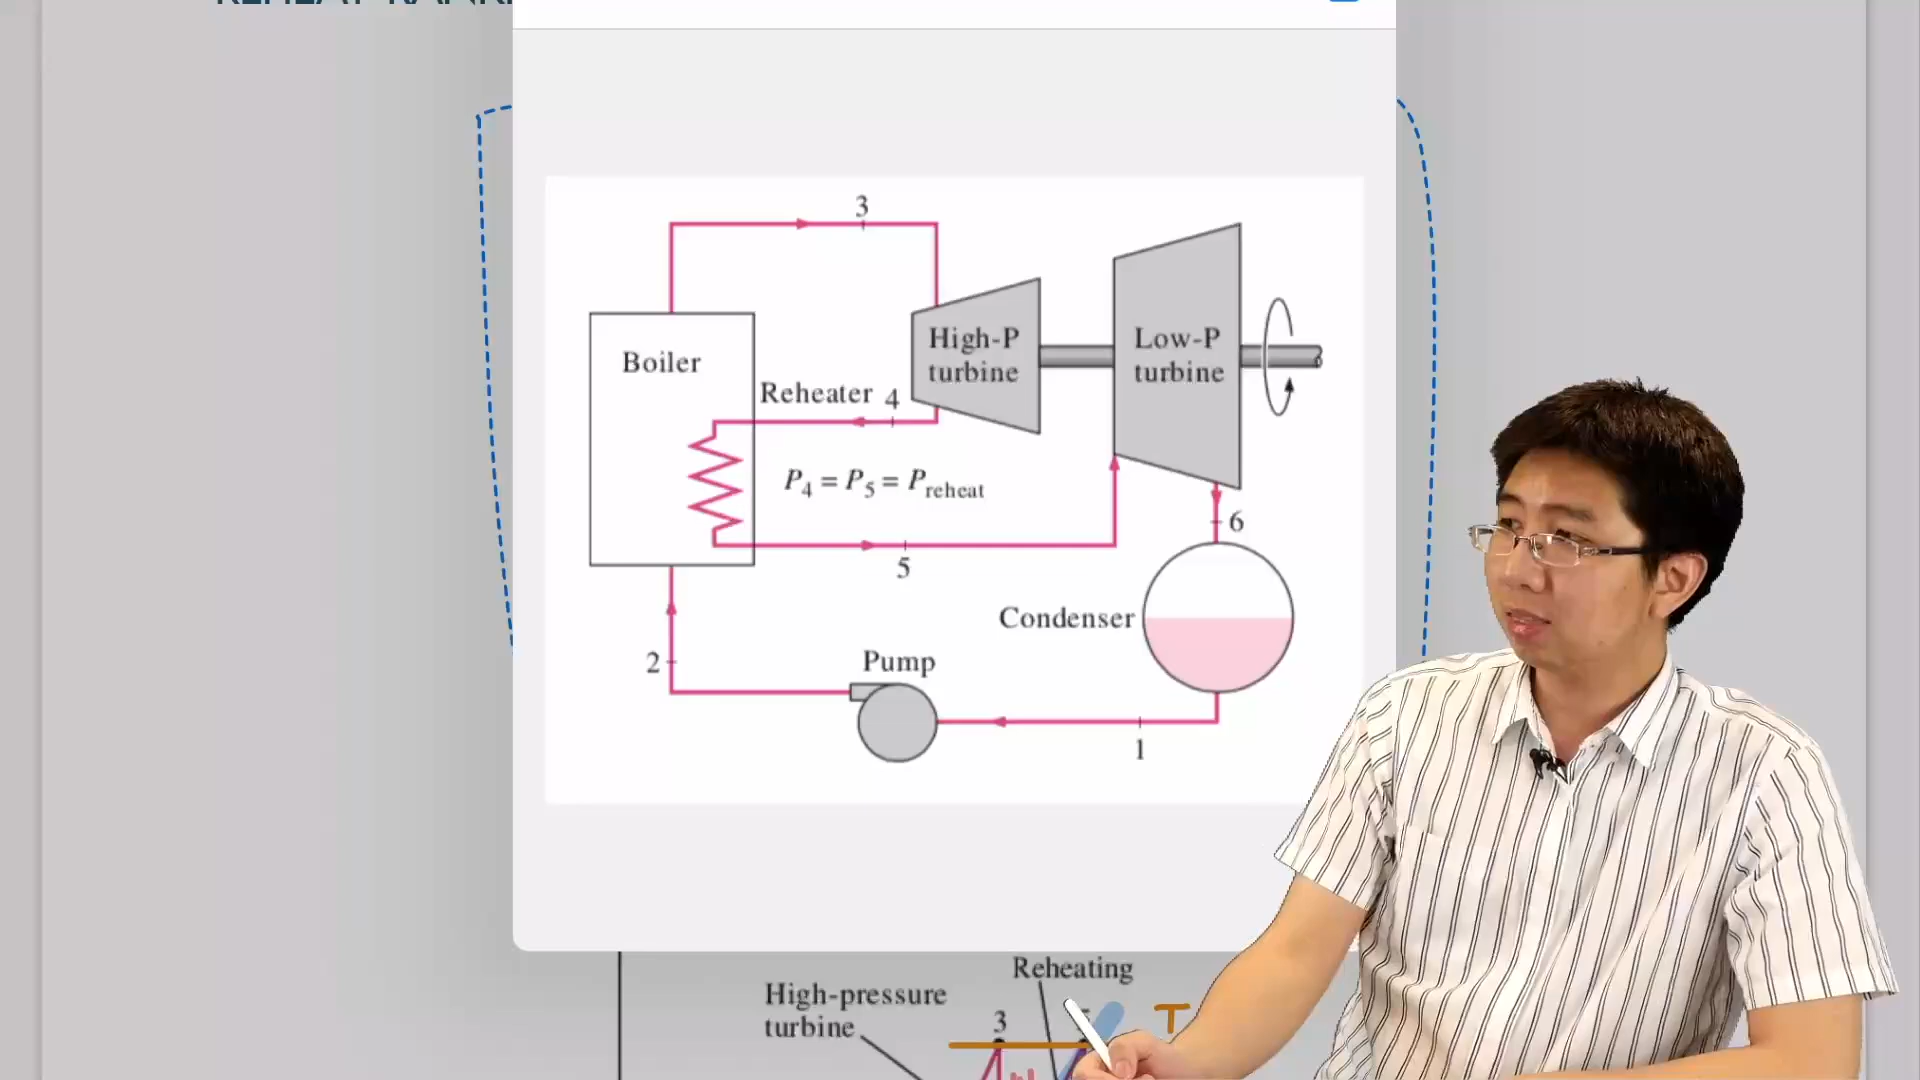 3
High-P
turbine
Low-P
turbine
Boiler
Reheater 4
P₄ = P₅ = P_reheat
5
6
Condenser
Pump
2
1
Reheating
High-pressure
turbine
3
T